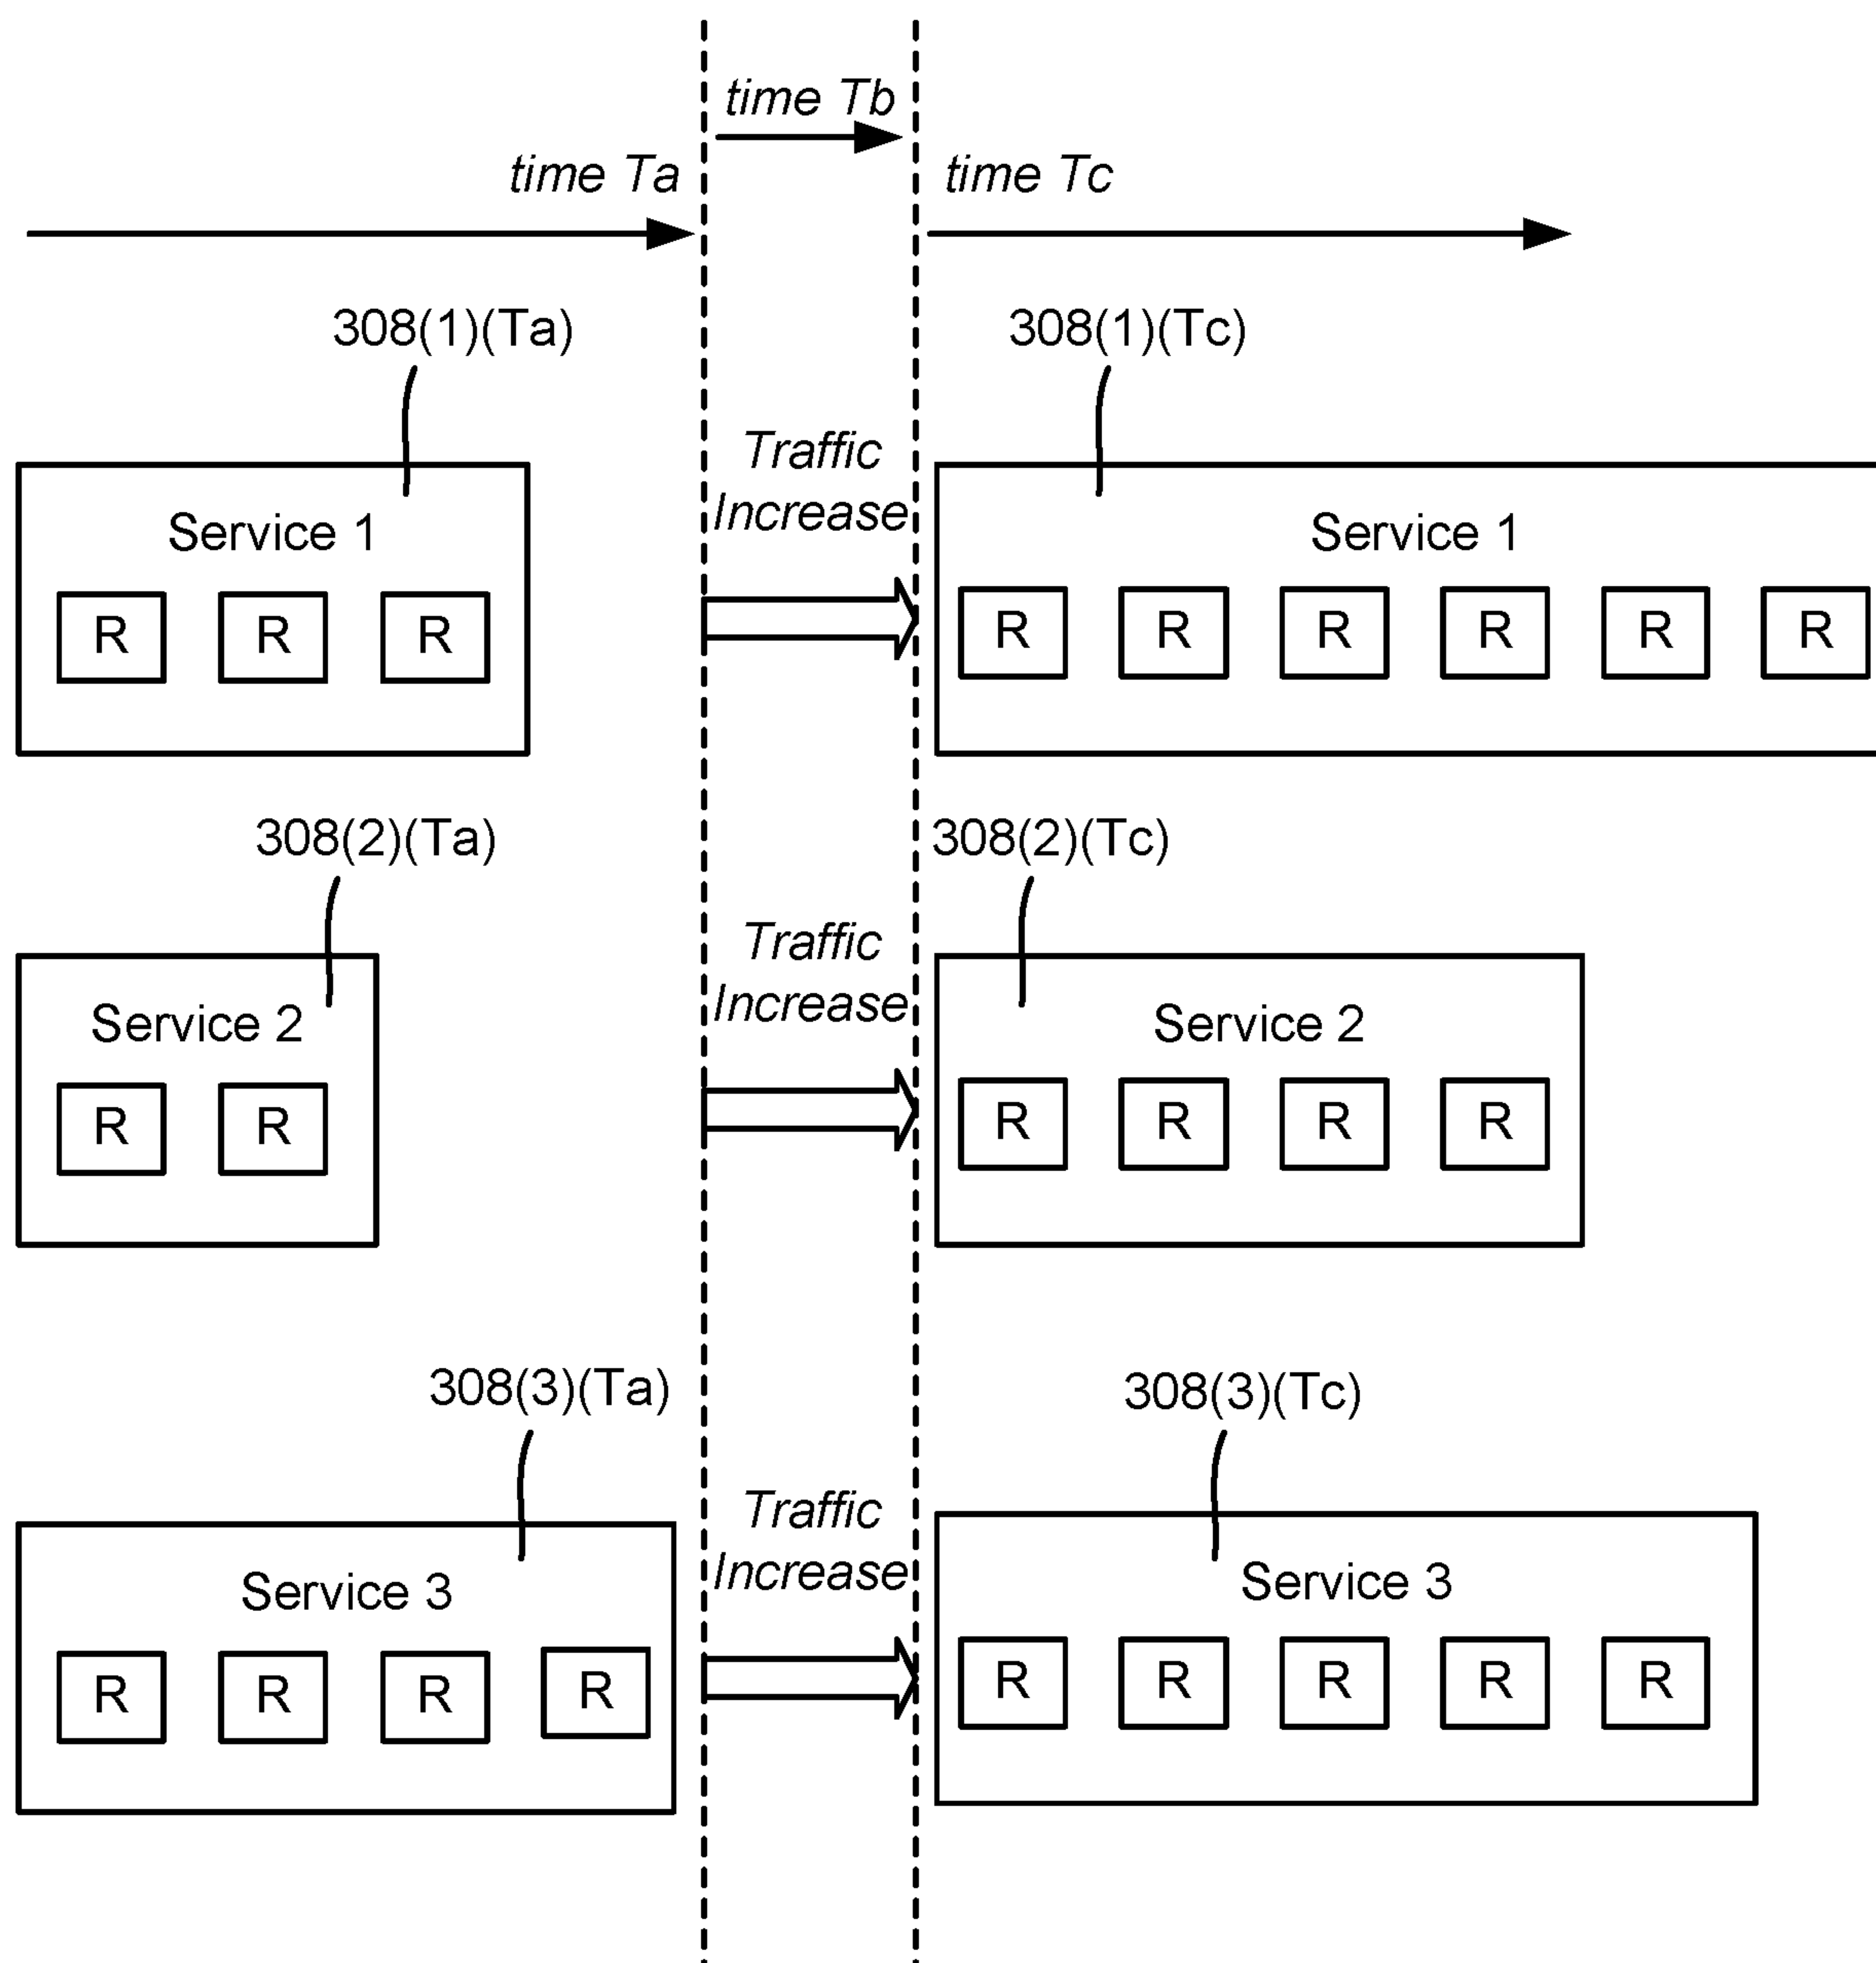 time Tb
time Ta
time Tc
308(1)(Ta)
308(1)(Tc)
Traffic
Increase
Service 1
Service 1
R R R
R R R R R R
308(2)(Ta)
308(2)(Tc)
Traffic
Increase
Service 2
Service 2
R R
R R R R
308(3)(Ta)
308(3)(Tc)
Traffic
Increase
Service 3
Service 3
R R R R
R R R R R